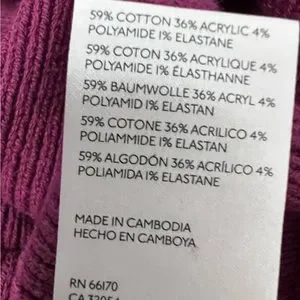 59% COTTON 36% ACRYLIC 4%
POLYAMIDE 1% ELASTANE
59% COTON 36% ACRYLIQUE 4%
POLYAMIDE 1% ÉLASTHANNE
59% BAUMWOLLE 36% ACRYL 4%
POLYAMID 1% ELASTAN
59% COTONE 36% ACRILICO 4%
POLIAMMIDE 1% ELASTAN
59% ALGODÓN 36% ACRÍLICO 4%
POLIAMIDA 1% ELASTANE
MADE IN CAMBODIA
HECHO EN CAMBOYA
RN 66170
CA